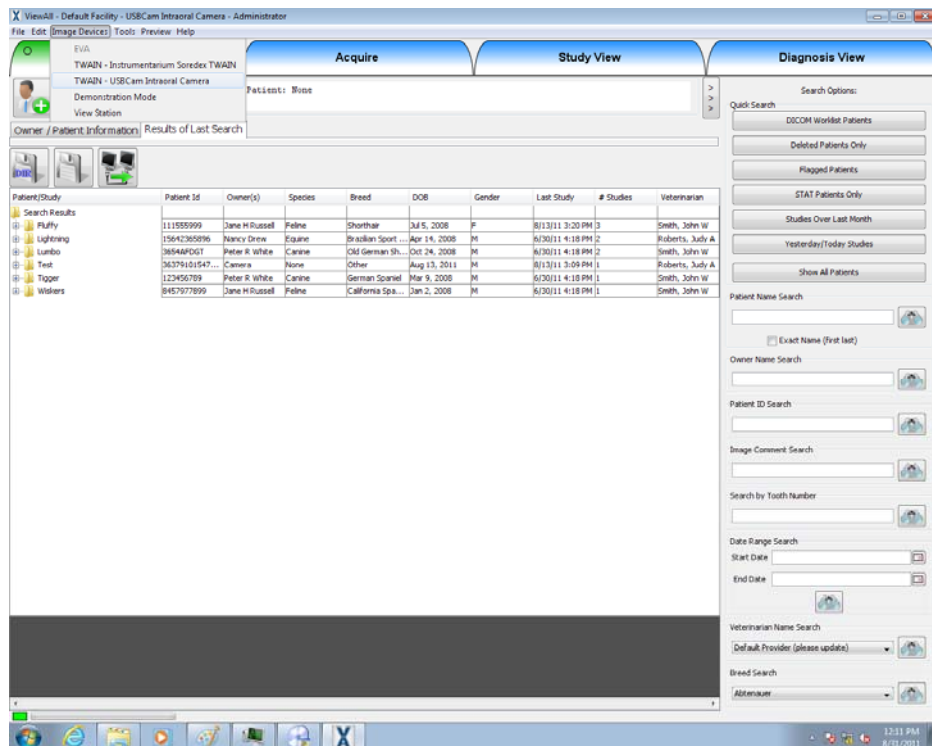 ViewAll - Default Facility - USBCam Intraoral Camera - Administrator
File Edit Image Devices Tools Preview Help
EVA
TWAIN - Instrumentarium Soredex TWAIN
TWAIN - USBCam Intraoral Camera
Demonstration Mode
View Station
Acquire
Study View
Diagnosis View
Patient: None
>
>
>
Owner / Patient Information Results of Last Search
DIR
Patient/Study Patient Id Owner(s) Species Breed DOB Gender Last Study # Studies Veterinarian
Search Results
Fluffy 111555999 Jane H Russell Feline Shorthair Jul 5, 2008 F 8/13/11 3:20 PM 3 Smith, John W
Lightning 15642365896 Nancy Drew Equine Brazilian Sport ... Apr 14, 2008 M 6/30/11 4:18 PM 2 Roberts, Judy A
Lumbo 3654AFDGT Peter R White Canine Old German Sh... Oct 24, 2008 M 6/30/11 4:18 PM 2 Smith, John W
Test 36379101547... Camera None Other Aug 13, 2011 M 8/13/11 3:09 PM 1 Roberts, Judy A
Tigger 123456789 Peter R White Canine German Spaniel Mar 9, 2008 M 6/30/11 4:18 PM 1 Smith, John W
Wiskers 8457977899 Jane H Russell Feline California Spa... Jan 2, 2008 M 6/30/11 4:18 PM 1 Smith, John W
Search Options:
Quick Search
DICOM Worklist Patients
Deleted Patients Only
Flagged Patients
STAT Patients Only
Studies Over Last Month
Yesterday/Today Studies
Show All Patients
Patient Name Search
Exact Name (first last)
Owner Name Search
Patient ID Search
Image Comment Search
Search by Tooth Number
Date Range Search
Start Date
End Date
Veterinarian Name Search
Default Provider (please update)
Breed Search
Abtenauer
12:11 PM
8/31/2011